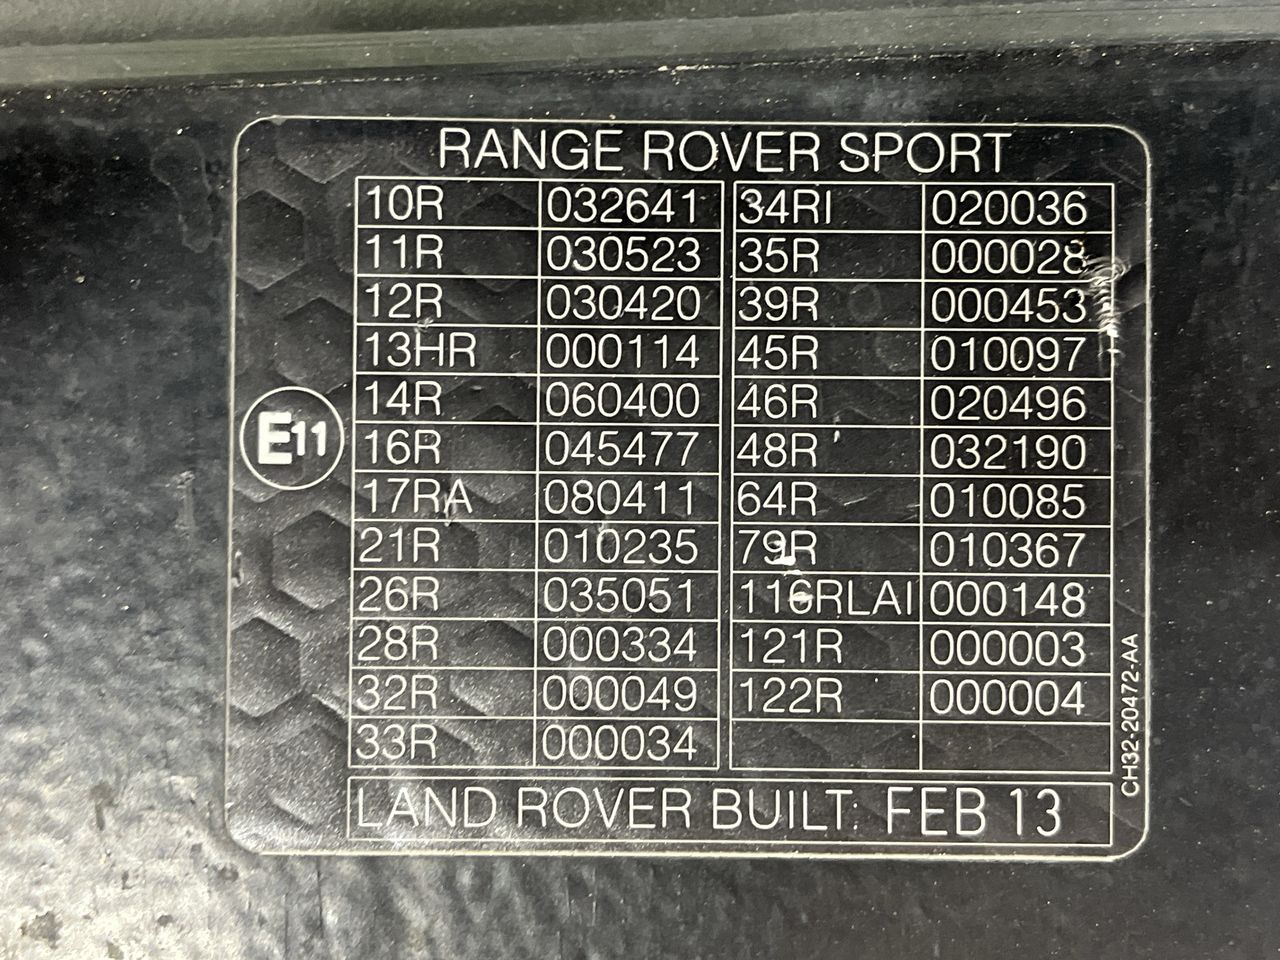 RANGE ROVER SPORT
10R 032641 34RI 020036
11R 030523 35R 000028
12R 030420 39R 000453
13HR 000114 45R 010097
14R 060400 46R 020496
E11
16R 045477 48R 032190
17RA 080411 64R 010085
21R 010235 79R 010367
26R 035051 116RLAI 000148
28R 000334 121R 000003
32R 000049 122R 000004
33R 000034
LAND ROVER BUILT: FEB 13
CH32-20472-AA